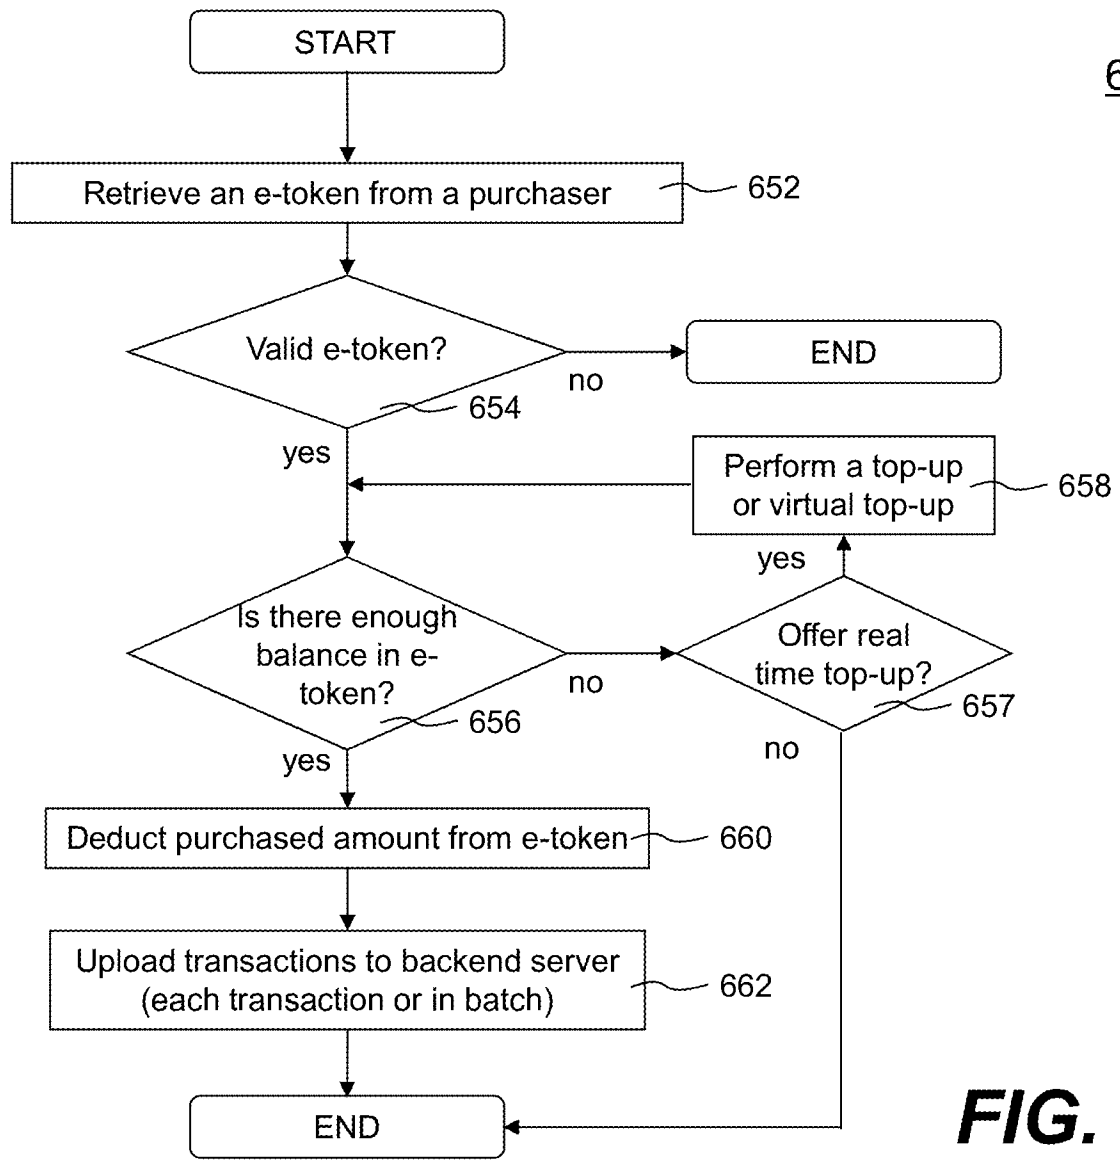 START
6
Retrieve an e-token from a purchaser
652
Valid e-token?
END
no
654
yes
Perform a top-up
or virtual top-up
658
yes
Is there enough
balance in e-
token?
Offer real
time top-up?
no
657
656
yes
no
Deduct purchased amount from e-token
660
Upload transactions to backend server
(each transaction or in batch)
662
END
FIG.